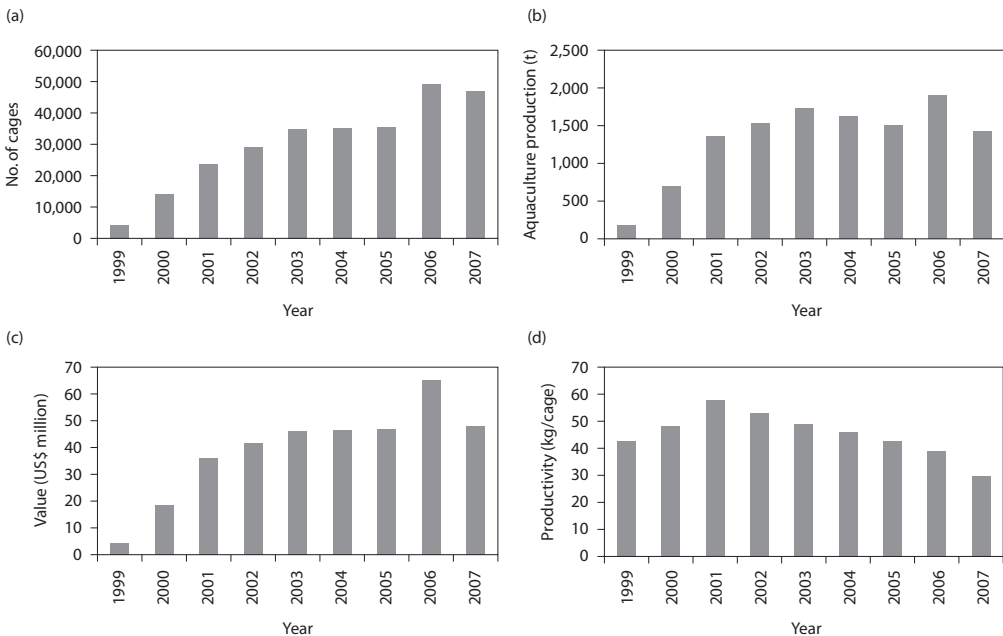 (a)
No. of cages
60,000
50,000
40,000
30,000
20,000
10,000
0
1999 2000 2001 2002 2003 2004 2005 2006 2007
Year
(b)
Aquaculture production (t)
2,500
2,000
1,500
1,000
500
0
1999 2000 2001 2002 2003 2004 2005 2006 2007
Year
(c)
Value (US$ million)
70
60
50
40
30
20
10
0
1999 2000 2001 2002 2003 2004 2005 2006 2007
Year
(d)
Productivity (kg/cage)
70
60
50
40
30
20
10
0
1999 2000 2001 2002 2003 2004 2005 2006 2007
Year